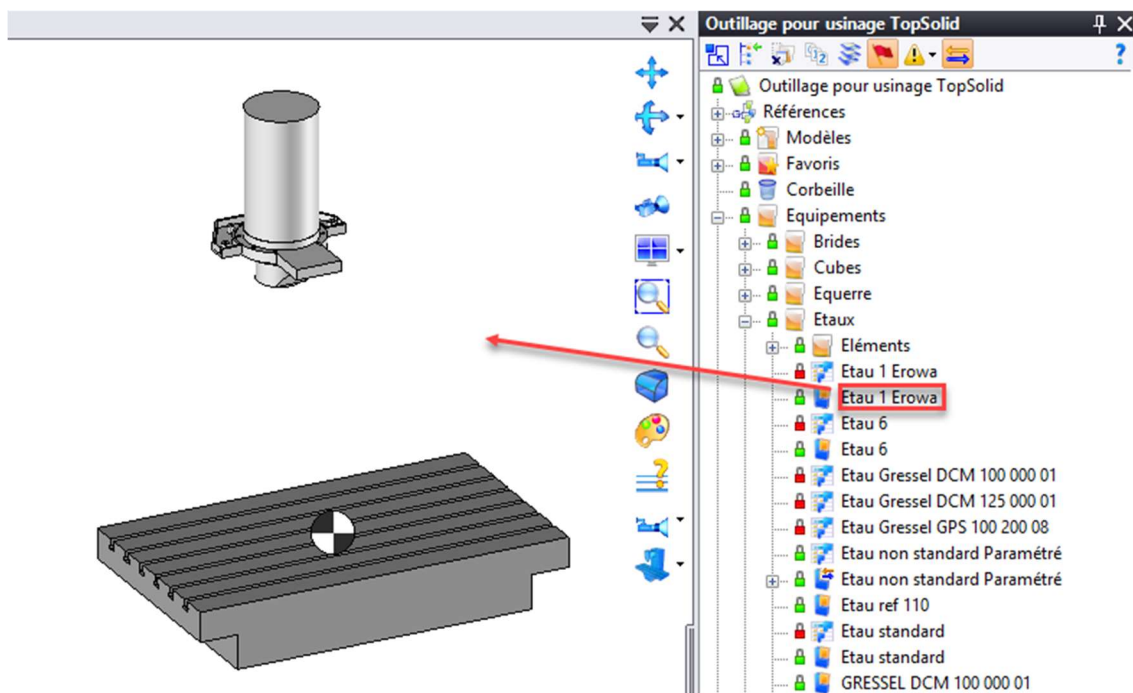 Outillage pour usinage TopSolid
Outillage pour usinage TopSolid
Références
Modèles
Favoris
Corbeille
Equipements
Brides
Cubes
Equerre
Etaux
Eléments
Etau 1 Erowa
Etau 1 Erowa
Etau 6
Etau 6
Etau Gressel DCM 100 000 01
Etau Gressel DCM 125 000 01
Etau Gressel GPS 100 200 08
Etau non standard Paramétré
Etau non standard Paramétré
Etau ref 110
Etau standard
Etau standard
GRESSEL DCM 100 000 01